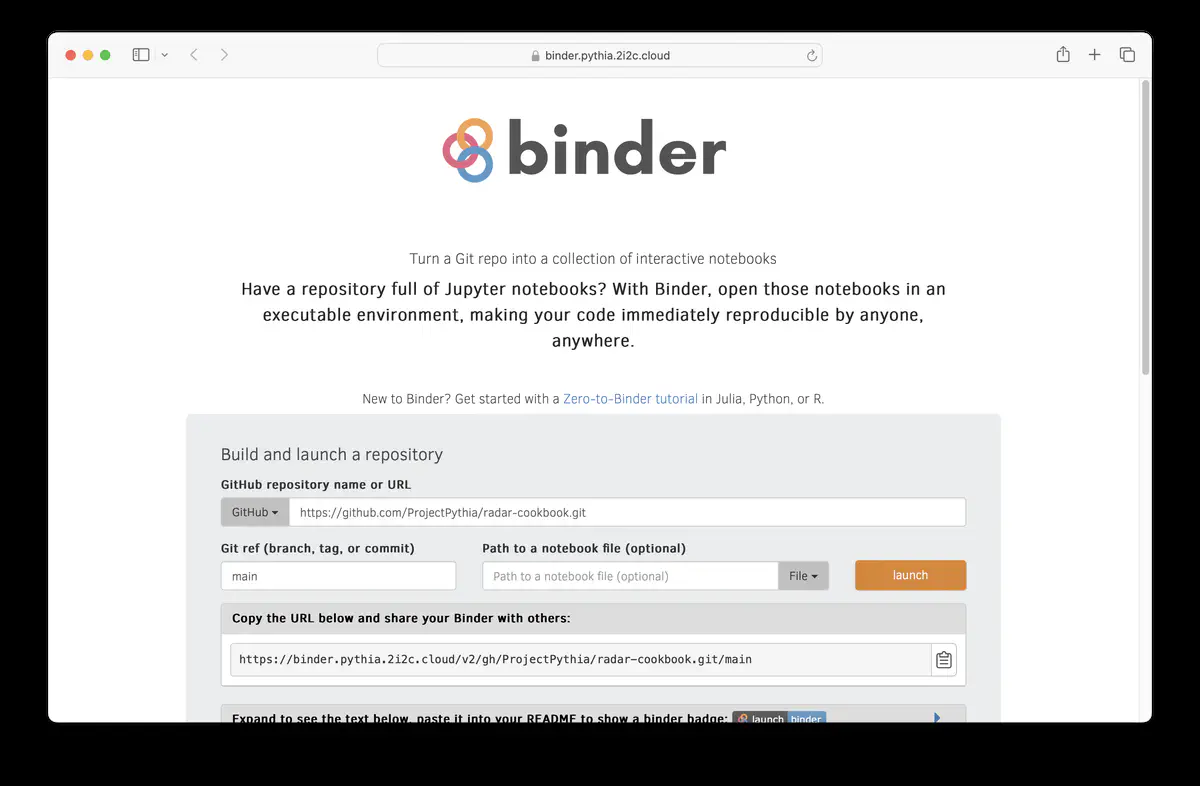 binder.pythia.2i2c.cloud
binder
Turn a Git repo into a collection of interactive notebooks
Have a repository full of Jupyter notebooks? With Binder, open those notebooks in an
executable environment, making your code immediately reproducible by anyone,
anywhere.
New to Binder? Get started with a Zero-to-Binder tutorial in Julia, Python, or R.
Build and launch a repository
GitHub repository name or URL
GitHub https://github.com/ProjectPythia/radar-cookbook.git
Git ref (branch, tag, or commit) Path to a notebook file (optional)
main Path to a notebook file (optional) File launch
Copy the URL below and share your Binder with others:
https://binder.pythia.2i2c.cloud/v2/gh/ProjectPythia/radar-cookbook.git/main
Expand to see the text below, paste it into your README to show a binder badge: launch binder